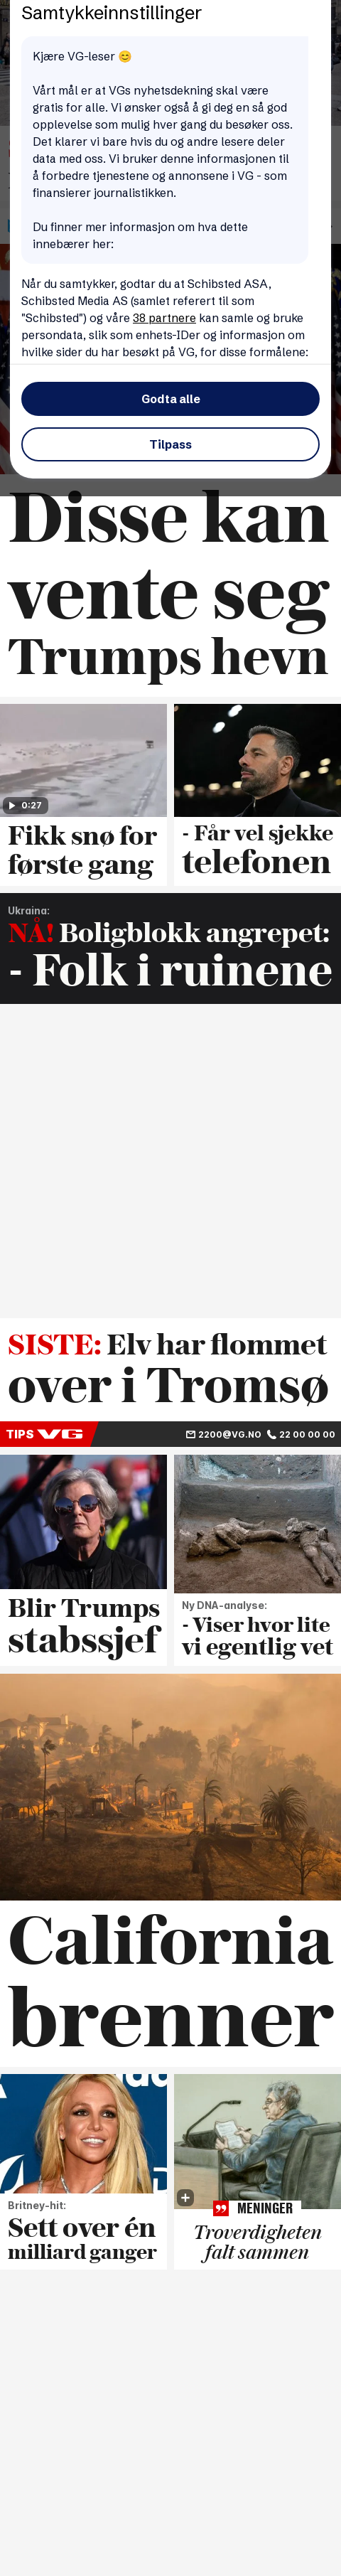 Samtykkeinnstillinger
Kjære VG-leser 😊
Vårt mål er at VGs nyhetsdekning skal være
gratis for alle. Vi ønsker også å gi deg en så god
opplevelse som mulig hver gang du besøker oss.
Det klarer vi bare hvis du og andre lesere deler
data med oss. Vi bruker denne informasjonen til
å forbedre tjenestene og annonsene i VG - som
finansierer journalistikken.
Du finner mer informasjon om hva dette
innebærer her:
Når du samtykker, godtar du at Schibsted ASA,
Schibsted Media AS (samlet referert til som
"Schibsted") og våre 38 partnere kan samle og bruke
persondata, slik som enhets-IDer og informasjon om
hvilke sider du har besøkt på VG, for disse formålene:
Godta alle
Tilpass
Disse kan
vente seg
Trumps hevn
0:27
Fikk snø for
første gang
- Får vel sjekke
telefonen
Ukraina:
NÅ! Boligblokk angrepet:
- Folk i ruinene
SISTE: Elv har flommet
over i Tromsø
TIPS VG 2200@VG.NO 22 00 00 00
Blir Trumps
stabssjef
Ny DNA-analyse:
- Viser hvor lite
vi egentlig vet
California
brenner
Britney-hit:
Sett over én
milliard ganger
MENINGER
Troverdigheten
falt sammen